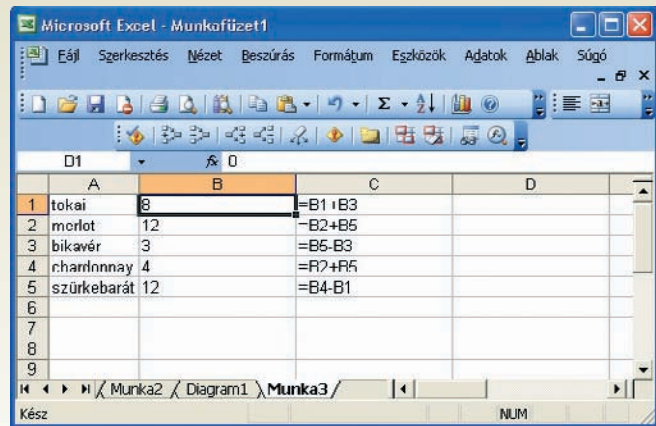 Microsoft Excel - Munkafüzet1
Fájl Szerkesztés Nézet Beszúrás Formátum Eszközök Adatok Ablak Súgó
B1 fx 8
A B C D
1 tokai 8 =B1+B3
2 merlot 12 =B2+B5
3 bikavér 3 =B5-B3
4 chardonnay 4 =B2+B5
5 szürkebarát 12 =B4-B1
6
7
8
9
Munka2 Diagram1 Munka3
Kész NUM